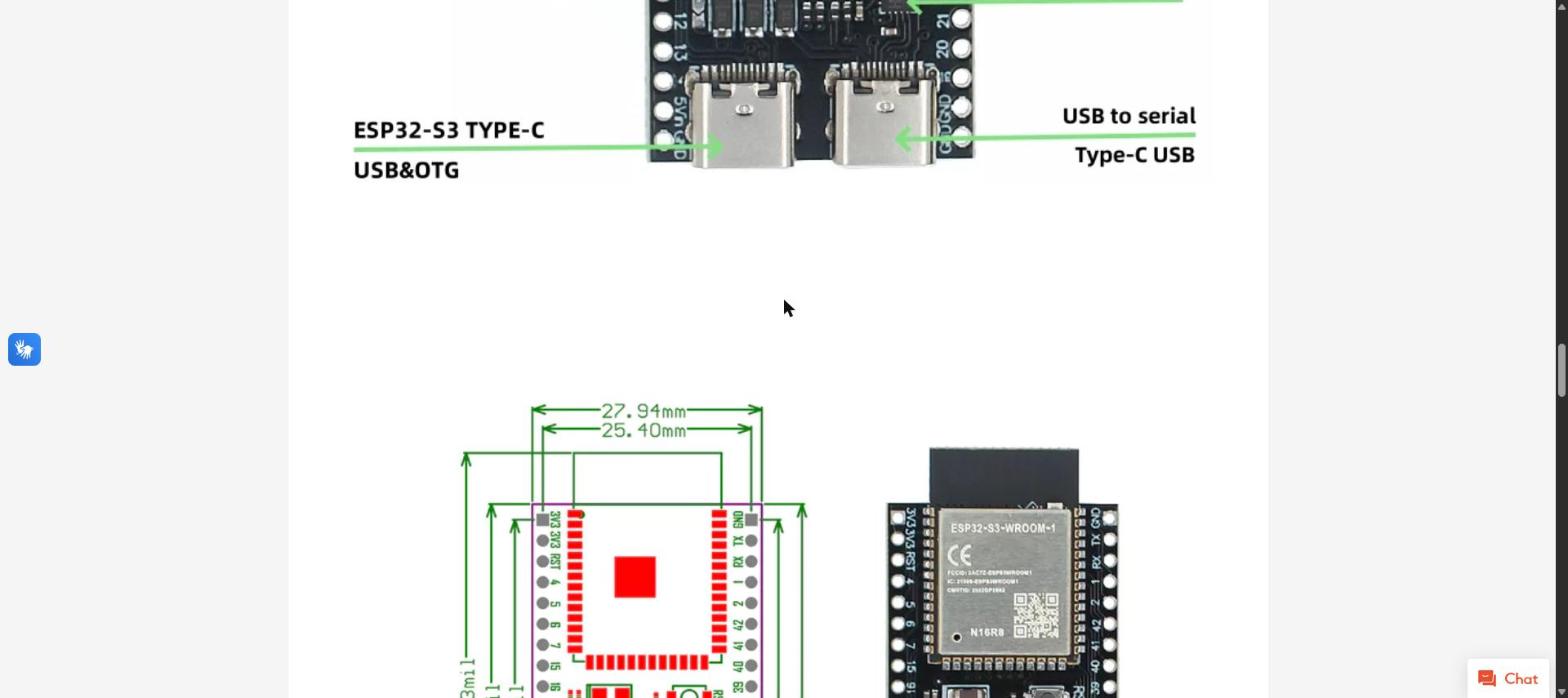 12
13
5Vin
GND
21
20
19
GND
GND
ESP32-S3 TYPE-C
USB&OTG
USB to serial
Type-C USB
27.94mm
25.40mm
3V3
3V3
RST
4
5
6
7
15
16
GND
TX
RX
1
2
42
41
40
39
3mil
3V3
3V3
RST
4
5
6
7
15
16
ESP32-S3-WROOM-1
CE
N16R8
GND
TX
RX
1
2
42
41
40
39
Chat